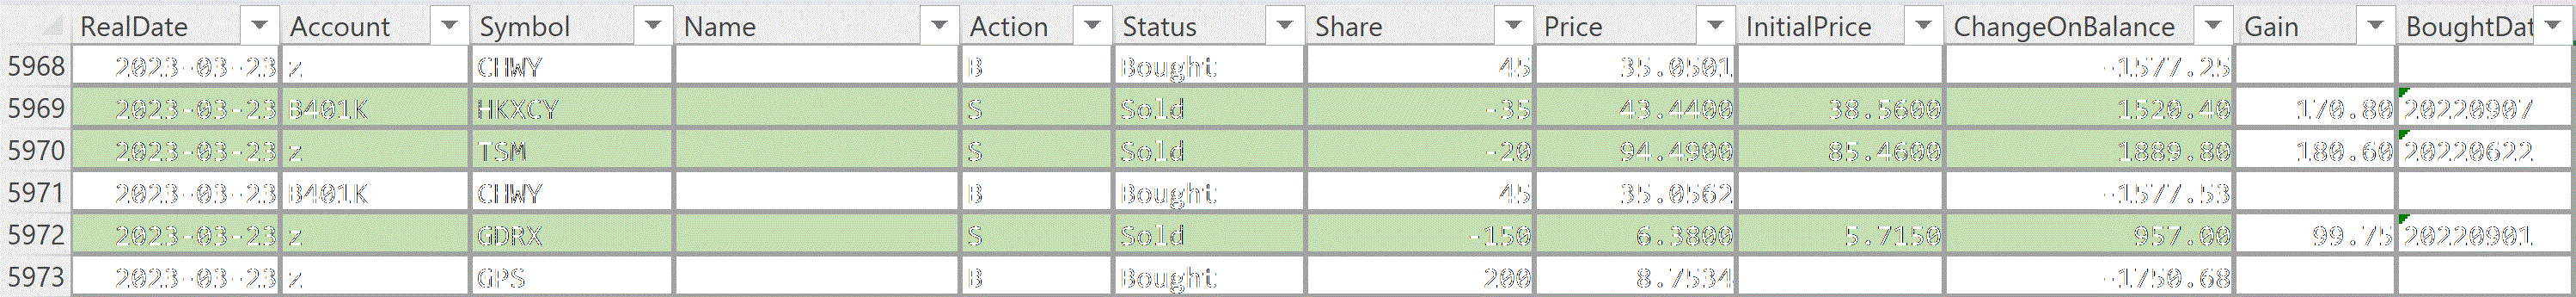 RealDate Account Symbol Name Action Status Share Price InitialPrice ChangeOnBalance Gain BoughtDat
5968 2023-03-23 z CHWY B Bought 45 35.0501 -1577.25
5969 2023-03-23 B401K HKXCY S Sold -35 43.4400 38.5600 1520.40 170.80 20220907
5970 2023-03-23 z TSM S Sold -20 94.4900 85.4600 1889.80 180.60 20220622
5971 2023-03-23 B401K CHWY B Bought 45 35.0562 -1577.53
5972 2023-03-23 z GDRX S Sold -150 6.3800 5.7150 957.00 99.75 20220901
5973 2023-03-23 z GPS B Bought 200 8.7534 -1750.68